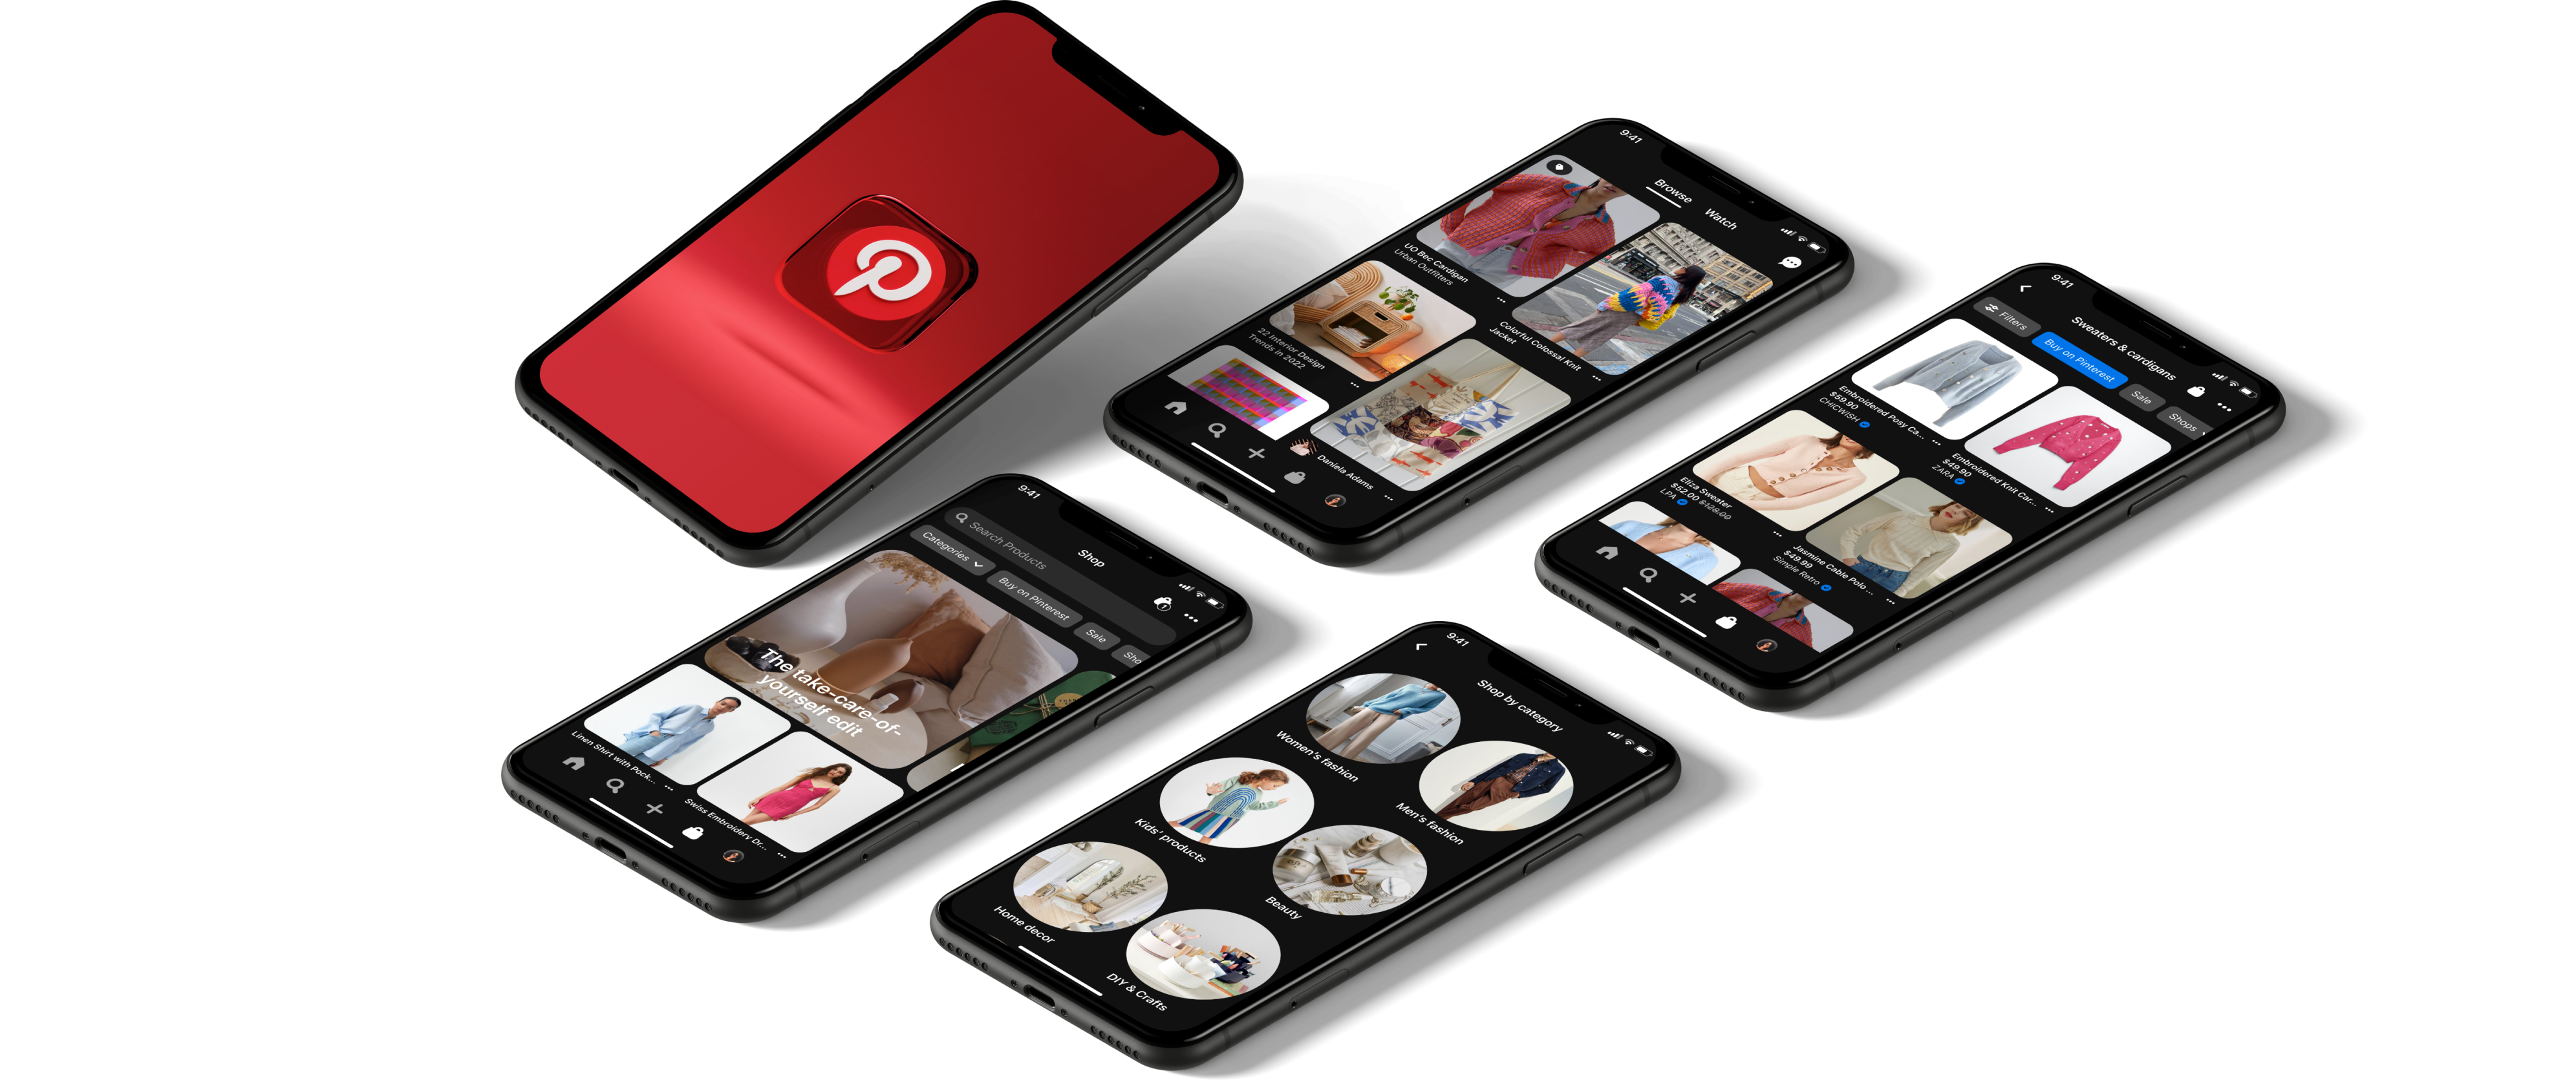 9:41
Browse
Watch
UO Bec Cardigan
Urban Outfitters
Colorful Colossal Knit
Jacket
22 Interior Design
Trends in 2022
Daniela Adams
9:41
Sweaters & cardigans
Filters
Buy on Pinterest
Sale
Shops
Embroidered Posy Ca...
$59.90
CHICWISH
Embroidered Knit Car...
$49.90
ZARA
Eliza Sweater
$52.00 $128.00
LPA
Jasmine Cable Polo ...
$49.99
Simple Retro
9:41
Shop
1
Search Products
Categories
Buy on Pinterest
Sale
Sho
The take-care-of-
yourself edit
Linen Shirt with Pock...
Swiss Embroidery Dr...
9:41
Shop by category
Women's fashion
Men's fashion
Kids' products
Beauty
Home decor
DIY & Crafts